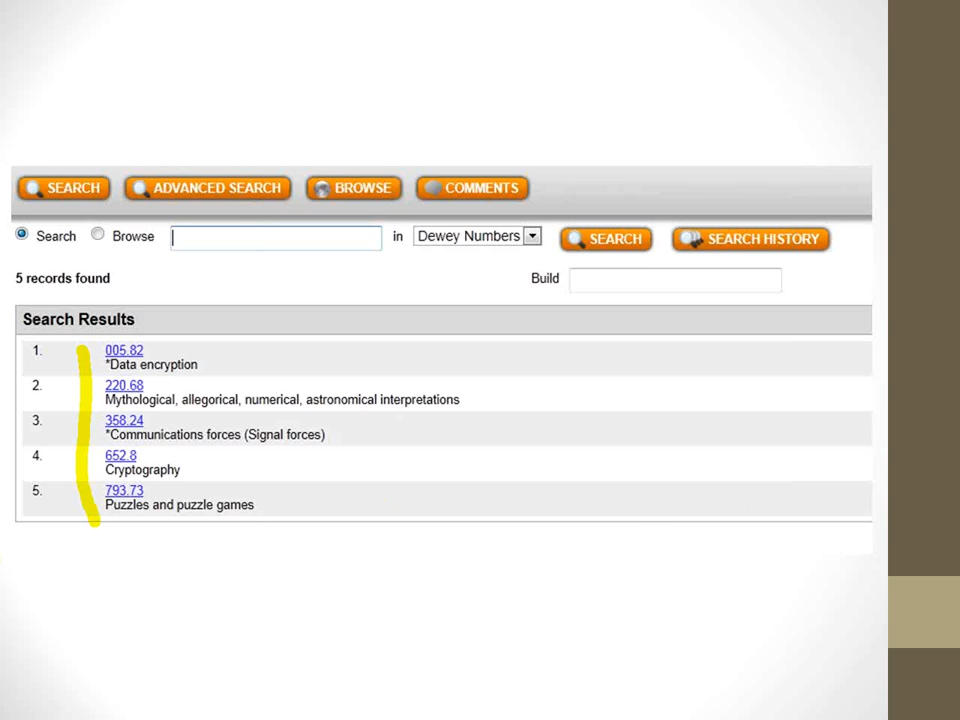 SEARCH ADVANCED SEARCH BROWSE COMMENTS
Search Browse in Dewey Numbers SEARCH SEARCH HISTORY
5 records found Build
Search Results
1. 005.82
*Data encryption
2. 220.68
Mythological, allegorical, numerical, astronomical interpretations
3. 358.24
*Communications forces (Signal forces)
4. 652.8
Cryptography
5. 793.73
Puzzles and puzzle games